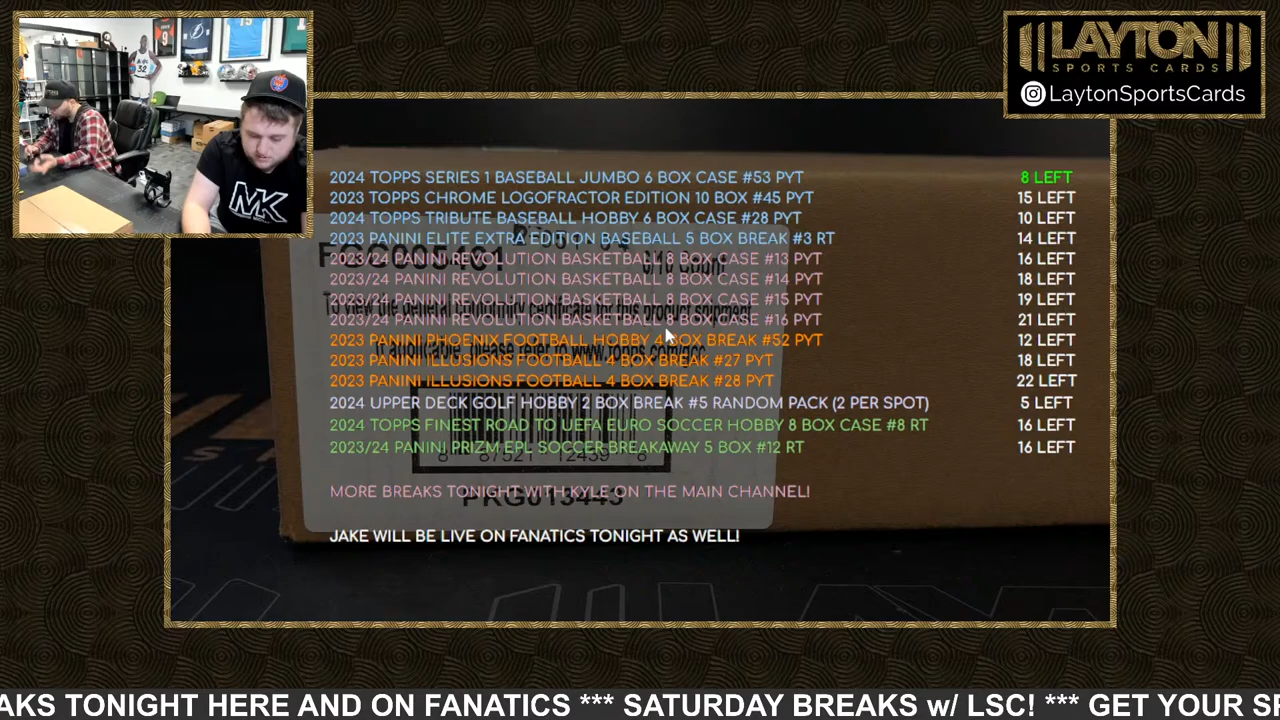 LAYTON
SPORTS CARDS
LaytonSportsCards
2024 TOPPS SERIES 1 BASEBALL JUMBO 6 BOX CASE #53 PYT 8 LEFT
2023 TOPPS CHROME LOGOFRACTOR EDITION 10 BOX #45 PYT 15 LEFT
2024 TOPPS TRIBUTE BASEBALL HOBBY 6 BOX CASE #28 PYT 10 LEFT
2023 PANINI ELITE EXTRA EDITION BASEBALL 5 BOX BREAK #3 RT 14 LEFT
2023/24 PANINI REVOLUTION BASKETBALL 8 BOX CASE #13 PYT 16 LEFT
2023/24 PANINI REVOLUTION BASKETBALL 8 BOX CASE #14 PYT 18 LEFT
2023/24 PANINI REVOLUTION BASKETBALL 8 BOX CASE #15 PYT 19 LEFT
2023/24 PANINI REVOLUTION BASKETBALL 8 BOX CASE #16 PYT 21 LEFT
2023 PANINI PHOENIX FOOTBALL HOBBY 4 BOX BREAK #52 PYT 12 LEFT
2023 PANINI ILLUSIONS FOOTBALL 4 BOX BREAK #27 PYT 18 LEFT
2023 PANINI ILLUSIONS FOOTBALL 4 BOX BREAK #28 PYT 22 LEFT
2024 UPPER DECK GOLF HOBBY 2 BOX BREAK #5 RANDOM PACK (2 PER SPOT) 5 LEFT
2024 TOPPS FINEST ROAD TO UEFA EURO SOCCER HOBBY 8 BOX CASE #8 RT 16 LEFT
2023/24 PANINI PRIZM EPL SOCCER BREAKAWAY 5 BOX #12 RT 16 LEFT
PKG013443
MORE BREAKS TONIGHT WITH KYLE ON THE MAIN CHANNEL!
JAKE WILL BE LIVE ON FANATICS TONIGHT AS WELL!
MK
AKS TONIGHT HERE AND ON FANATICS *** SATURDAY BREAKS w/ LSC! *** GET YOUR SP